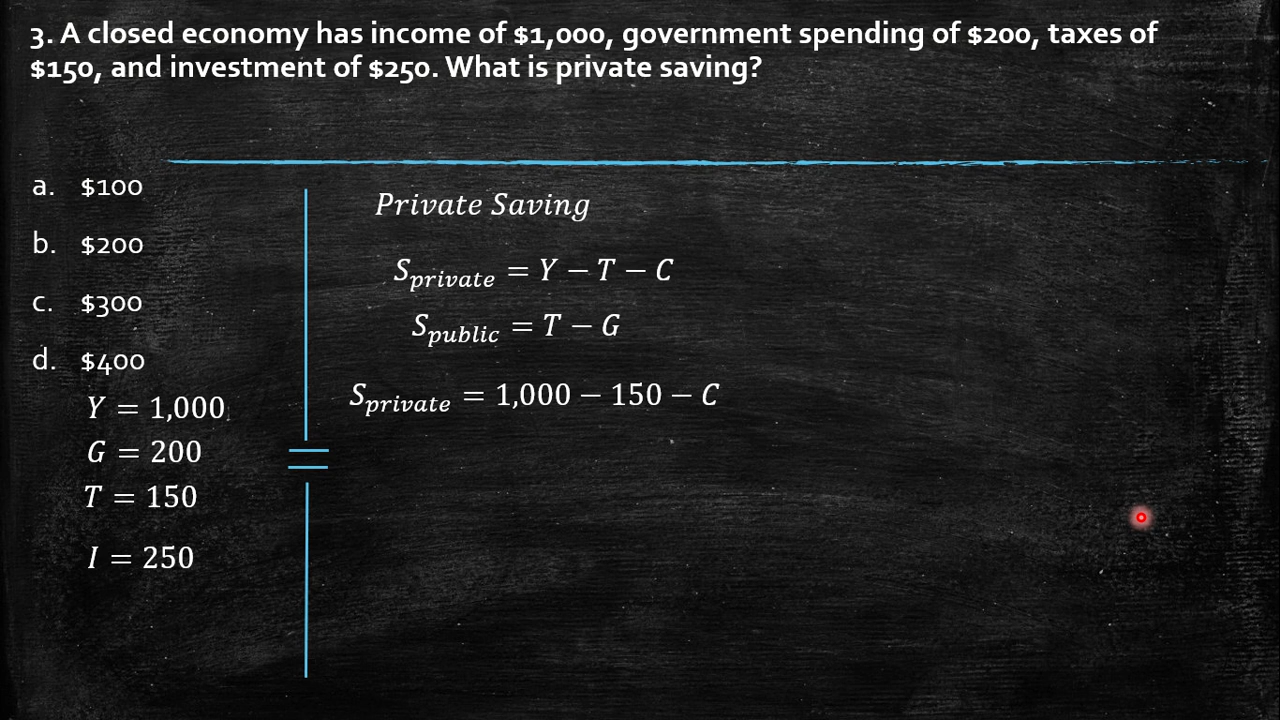 3. A closed economy has income of $1,000, government spending of $200, taxes of
$150, and investment of $250. What is private saving?
a. $100
b. $200
c. $300
d. $400
Y = 1,000
G = 200
T = 150
I = 250
Private Saving
S_private = Y − T − C
S_public = T − G
S_private = 1,000 − 150 − C